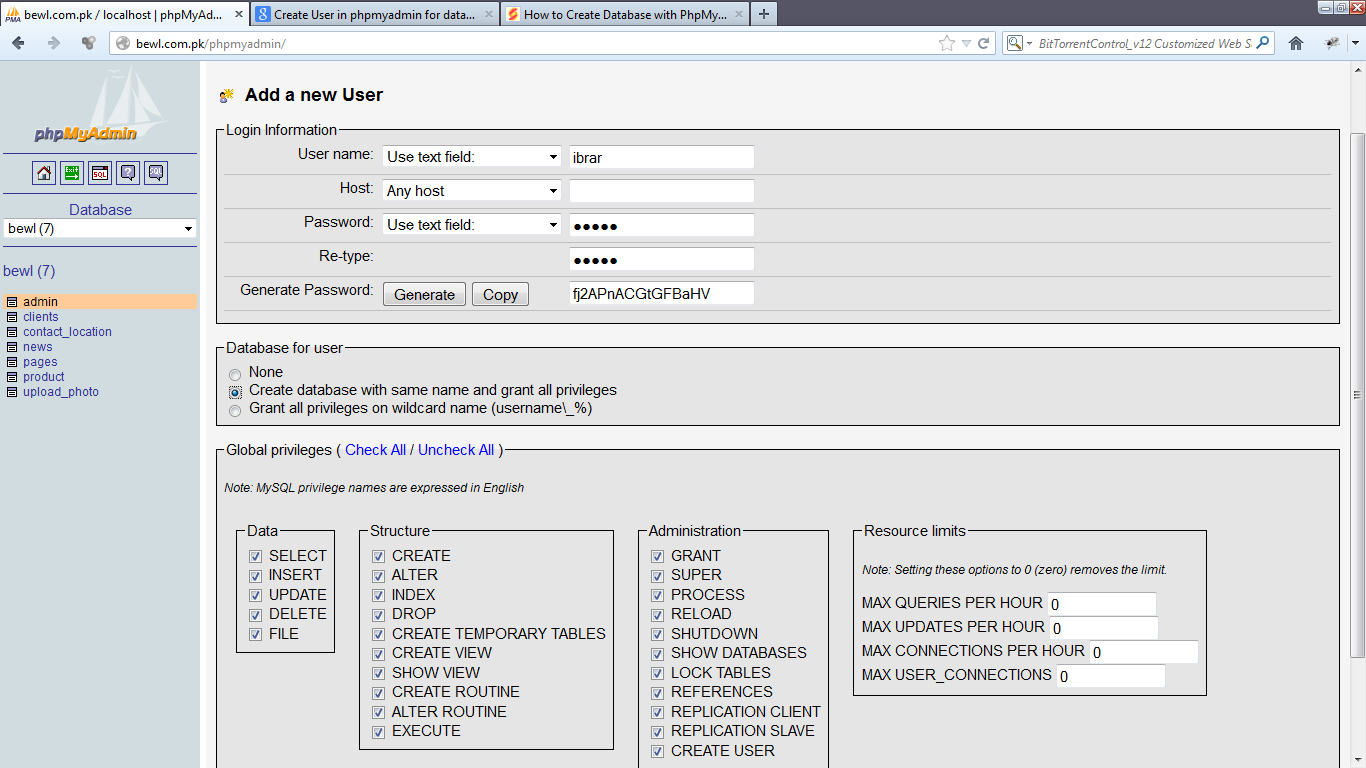 bewl.com.pk / localhost | phpMyAd...
Create User in phpmyadmin for data...
How to Create Database with PhpMy...
bewl.com.pk/phpmyadmin/
BitTorrentControl_v12 Customized Web S
phpMyAdmin
SQL
Database
bewl (7)
bewl (7)
admin
clients
contact_location
news
pages
product
upload_photo
Add a new User
Login Information
User name: Use text field: ibrar
Host: Any host
Password: Use text field: •••••
Re-type: •••••
Generate Password: Generate Copy fj2APnACGtGFBaHV
Database for user
None
Create database with same name and grant all privileges
Grant all privileges on wildcard name (username\_%)
Global privileges ( Check All / Uncheck All )
Note: MySQL privilege names are expressed in English
Data
SELECT
INSERT
UPDATE
DELETE
FILE
Structure
CREATE
ALTER
INDEX
DROP
CREATE TEMPORARY TABLES
CREATE VIEW
SHOW VIEW
CREATE ROUTINE
ALTER ROUTINE
EXECUTE
Administration
GRANT
SUPER
PROCESS
RELOAD
SHUTDOWN
SHOW DATABASES
LOCK TABLES
REFERENCES
REPLICATION CLIENT
REPLICATION SLAVE
CREATE USER
Resource limits
Note: Setting these options to 0 (zero) removes the limit.
MAX QUERIES PER HOUR 0
MAX UPDATES PER HOUR 0
MAX CONNECTIONS PER HOUR 0
MAX USER_CONNECTIONS 0